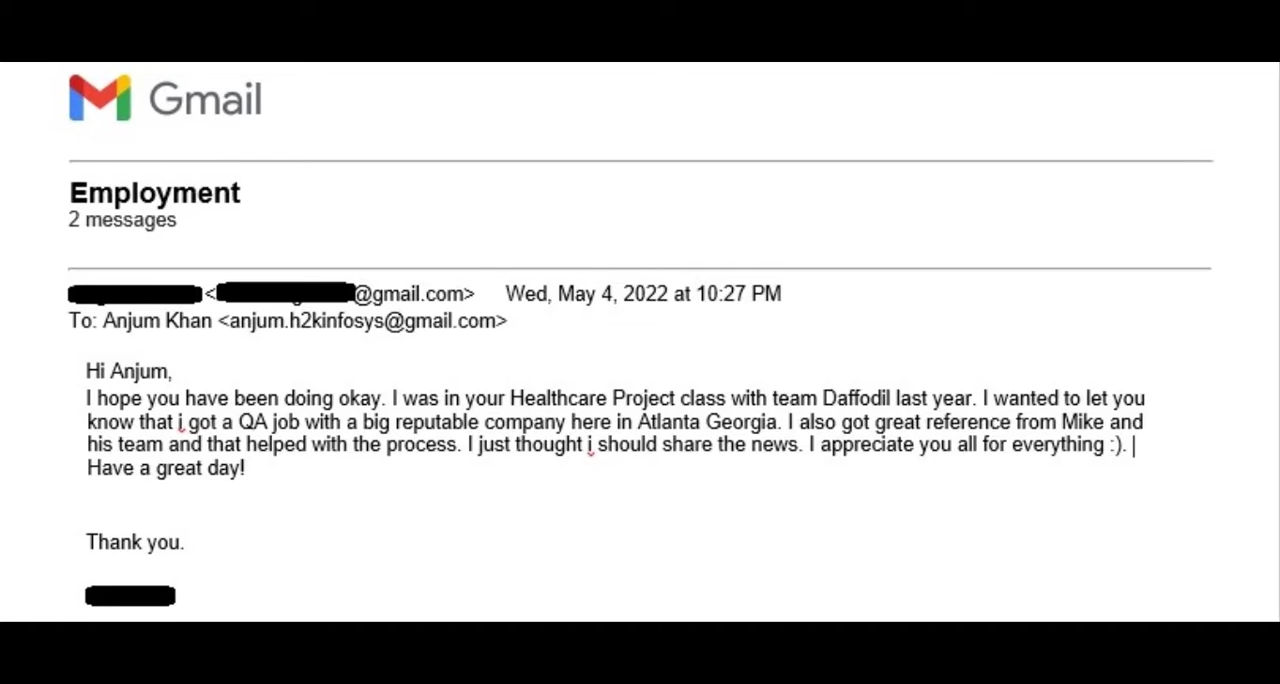 Gmail
Employment
2 messages
<@gmail.com> Wed, May 4, 2022 at 10:27 PM
To: Anjum Khan <anjum.h2kinfosys@gmail.com>
Hi Anjum,
I hope you have been doing okay. I was in your Healthcare Project class with team Daffodil last year. I wanted to let you
know that i got a QA job with a big reputable company here in Atlanta Georgia. I also got great reference from Mike and
his team and that helped with the process. I just thought i should share the news. I appreciate you all for everything :).
Have a great day!
Thank you.